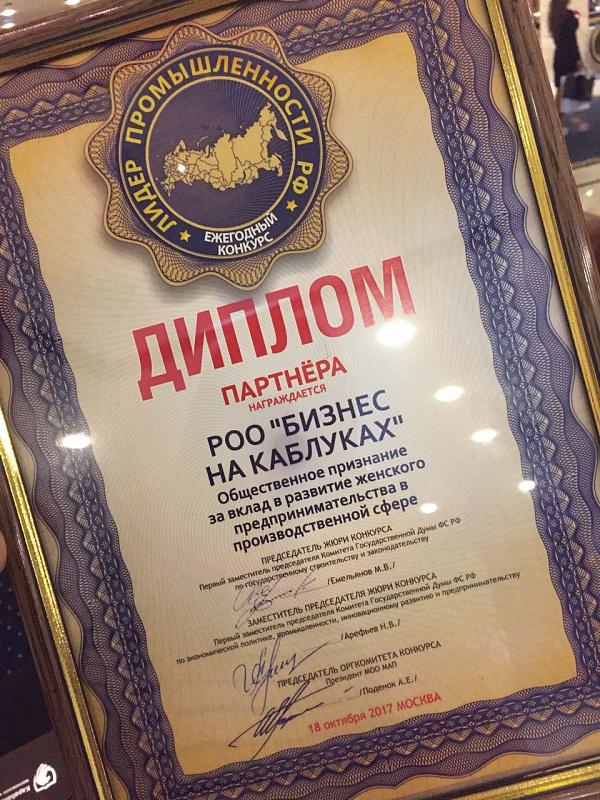 ЛИДЕР ПРОМЫШЛЕННОСТИ РФ
ЕЖЕГОДНЫЙ
КОНКУРС
ДИПЛОМ
ПАРТНЁРА
НАГРАЖДАЕТСЯ
РОО "БИЗНЕС
НА КАБЛУКАХ"
Общественное признание
за вклад в развитие женского
предпринимательства в
производственной сфере
ПРЕДСЕДАТЕЛЬ ЖЮРИ КОНКУРСА
Первый заместитель председателя Комитета Государственной Думы ФС РФ
по государственному строительству и законодательству
/Емельянов М.В./
ЗАМЕСТИТЕЛЬ ПРЕДСЕДАТЕЛЯ ЖЮРИ КОНКУРСА
Первый заместитель председателя Комитета Государственной Думы ФС РФ
по экономической политике, промышленности, инновационному развитию и предпринимательству
/Арефьев Н.В./
ПРЕДСЕДАТЕЛЬ ОРГКОМИТЕТА КОНКУРСА
Президент МОО МАП
/Поденок А.Е./
18 октября 2017 МОСКВА